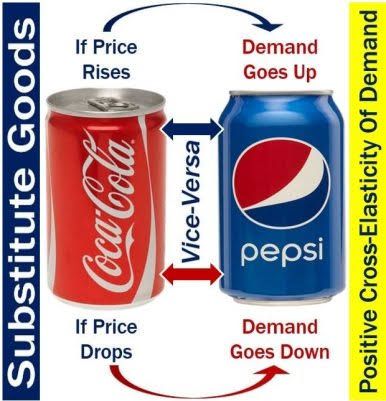 Substitute Goods
If Price
Rises
Demand
Goes Up
Coca-Cola
Vice-Versa
pepsi
If Price
Drops
Demand
Goes Down
Positive Cross-Elasticity Of Demand